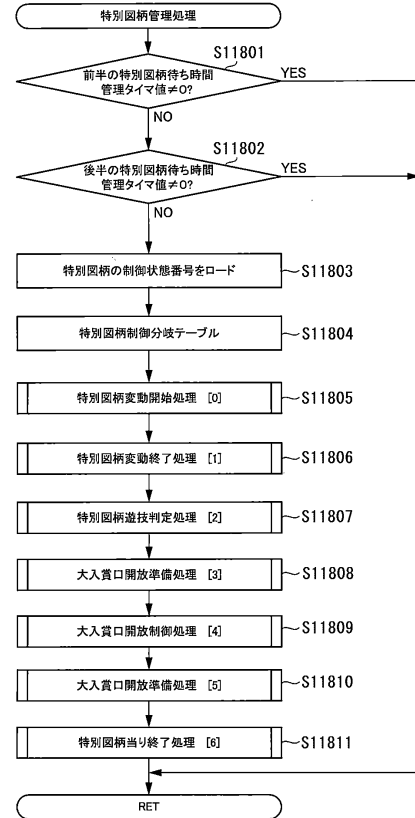 特別図柄管理処理
S11801
前半の特別図柄待ち時間
管理タイマ値≠0?
YES
NO
S11802
後半の特別図柄待ち時間
管理タイマ値≠0?
YES
NO
特別図柄の制御状態番号をロード
S11803
特別図柄制御分岐テーブル
S11804
特別図柄変動開始処理 [0]
S11805
特別図柄変動終了処理 [1]
S11806
特別図柄遊技判定処理 [2]
S11807
大入賞口開放準備処理 [3]
S11808
大入賞口開放制御処理 [4]
S11809
大入賞口開放準備処理 [5]
S11810
特別図柄当り終了処理 [6]
S11811
RET